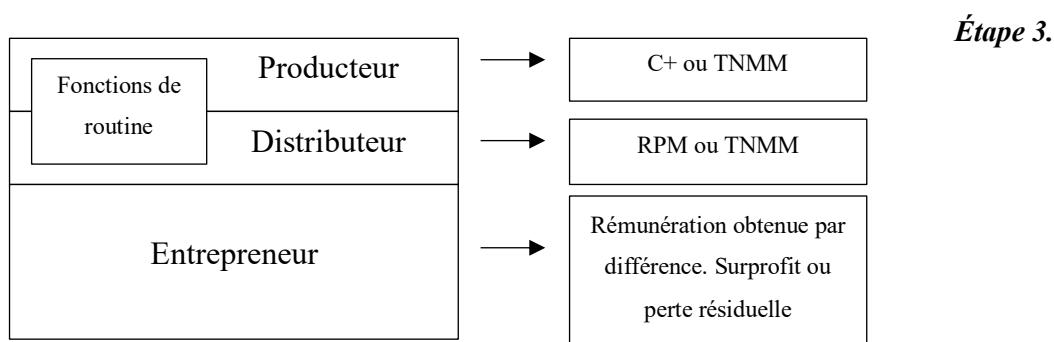 Étape 3.
Producteur
Fonctions de
routine
Distributeur
Entrepreneur
C+ ou TNMM
RPM ou TNMM
Rémunération obtenue par
différence. Surprofit ou
perte résiduelle